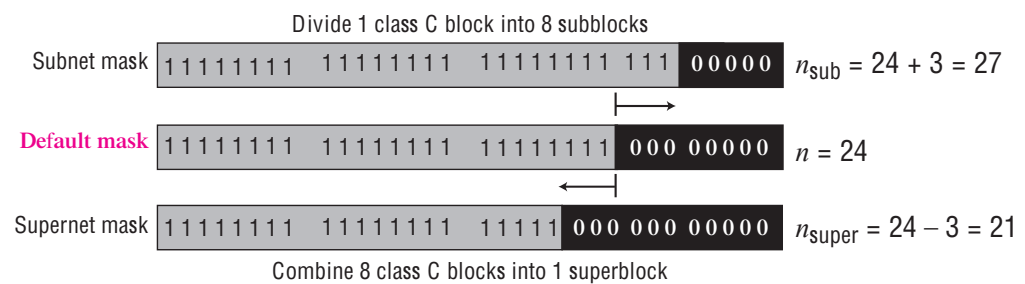 Divide 1 class C block into 8 subblocks
Subnet mask 11111111 11111111 11111111 111 00000 nsub = 24 + 3 = 27
Default mask 11111111 11111111 11111111 000 00000 n = 24
Supernet mask 11111111 11111111 11111 000 000 00000 nsuper = 24 – 3 = 21
Combine 8 class C blocks into 1 superblock